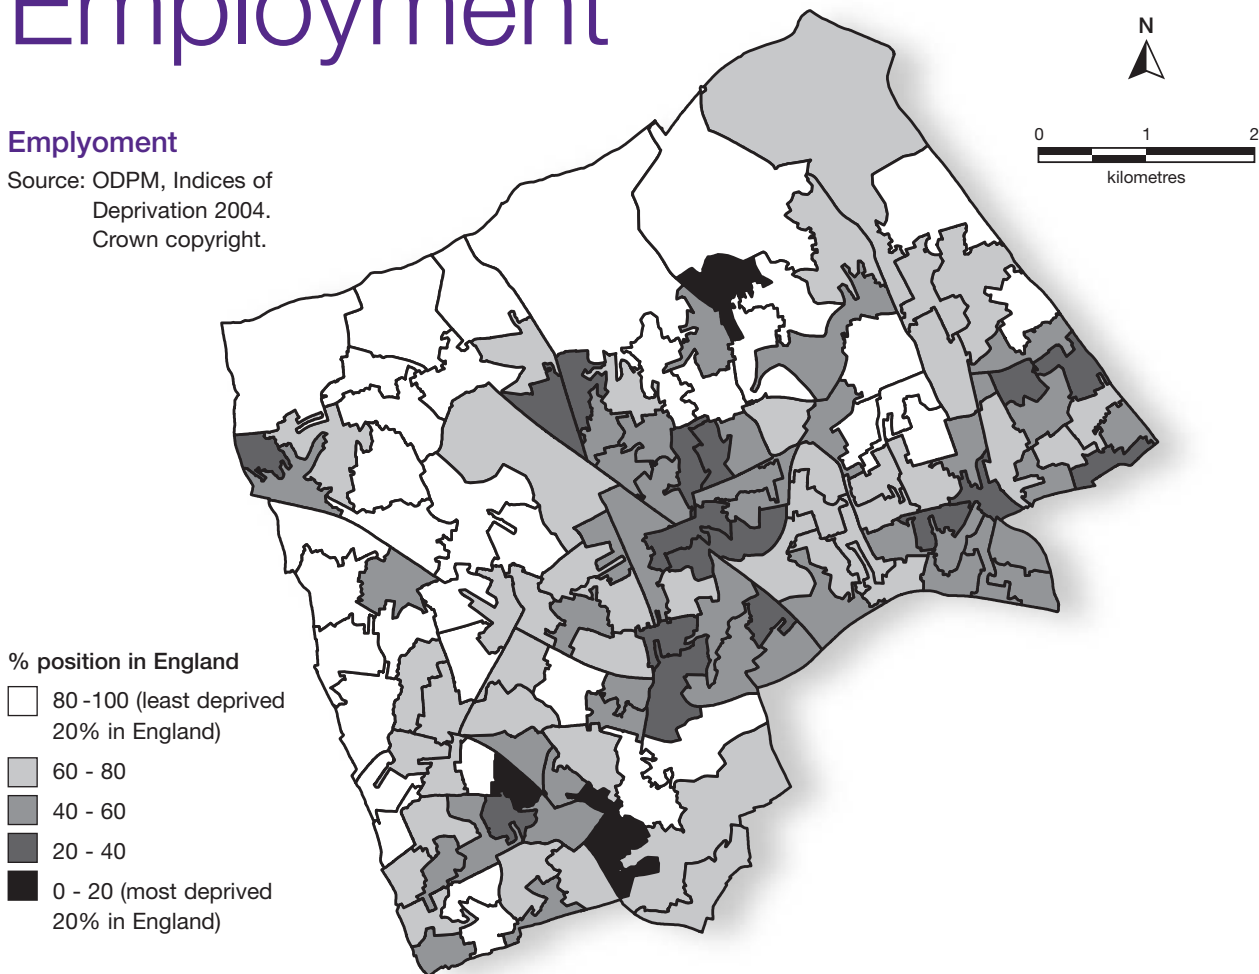 Employment
Emplyoment
Source: ODPM, Indices of
Deprivation 2004.
Crown copyright.
N
0 1 2
kilometres
% position in England
80 -100 (least deprived
20% in England)
60 - 80
40 - 60
20 - 40
0 - 20 (most deprived
20% in England)